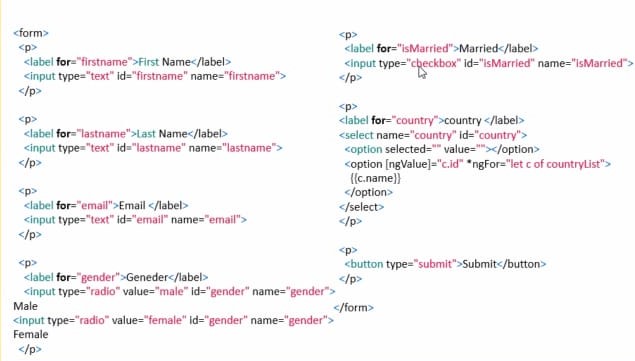 <form>
<p>
<label for="firstname">First Name</label>
<input type="text" id="firstname" name="firstname">
</p>
<p>
<label for="lastname">Last Name</label>
<input type="text" id="lastname" name="lastname">
</p>
<p>
<label for="email">Email </label>
<input type="text" id="email" name="email">
</p>
<p>
<label for="gender">Geneder</label>
<input type="radio" value="male" id="gender" name="gender">
Male
<input type="radio" value="female" id="gender" name="gender">
Female
</p>
<p>
<label for="isMarried">Married</label>
<input type="checkbox" id="isMarried" name="isMarried">
</p>
<p>
<label for="country">country </label>
<select name="country" id="country">
<option selected="" value=""></option>
<option [ngValue]="c.id" *ngFor="let c of countryList">
{{c.name}}
</option>
</select>
</p>
<p>
<button type="submit">Submit</button>
</p>
</form>